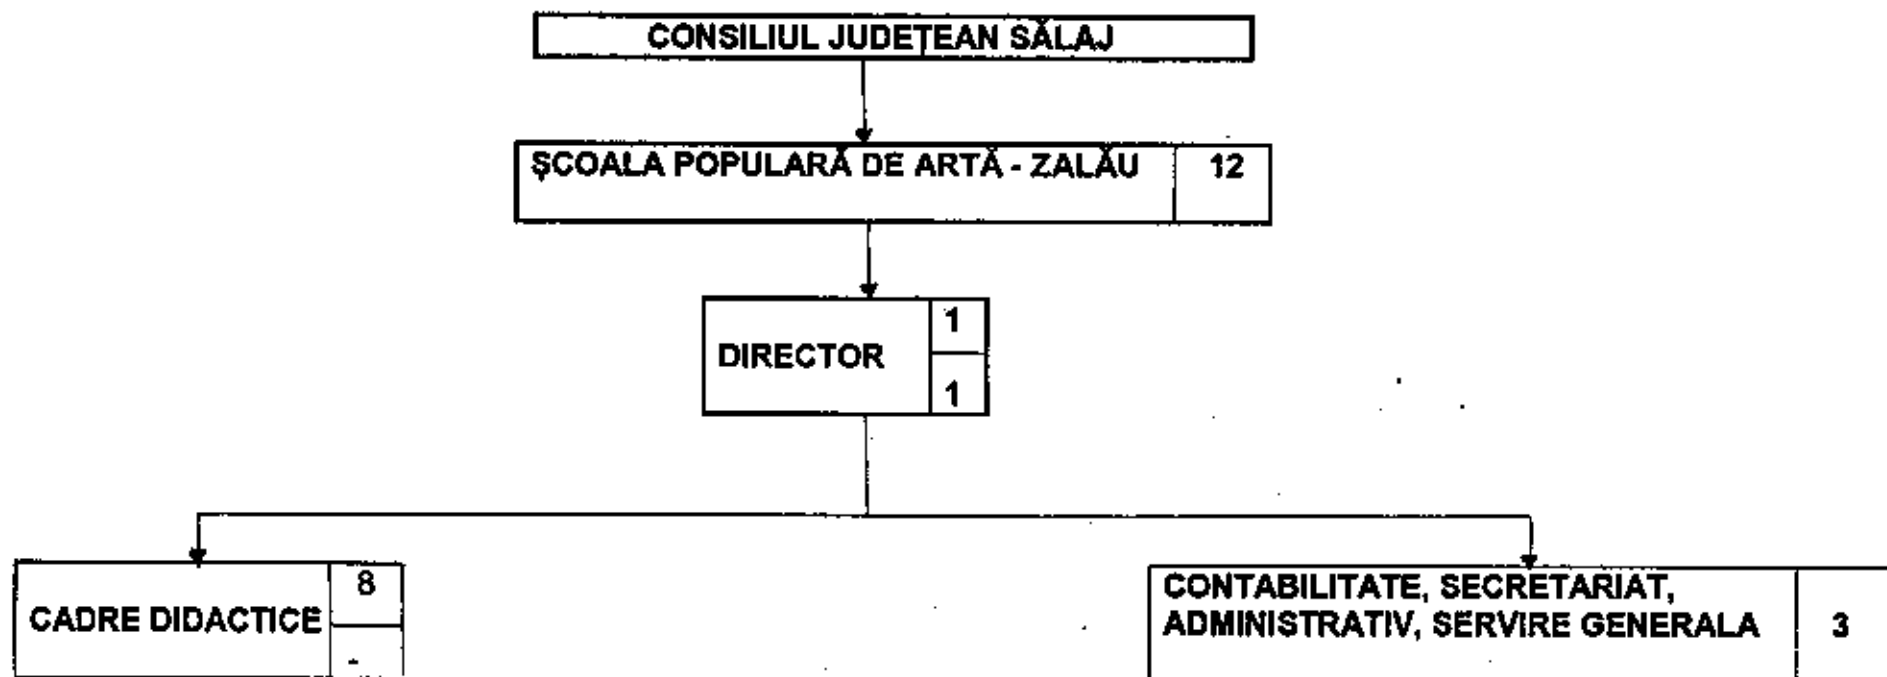 CONSILIUL JUDEȚEAN SĂLAJ
ȘCOALA POPULARĂ DE ARTĂ - ZALĂU 12
DIRECTOR
1
1
CADRE DIDACTICE
8
-
CONTABILITATE, SECRETARIAT,
ADMINISTRATIV, SERVIRE GENERALA
3